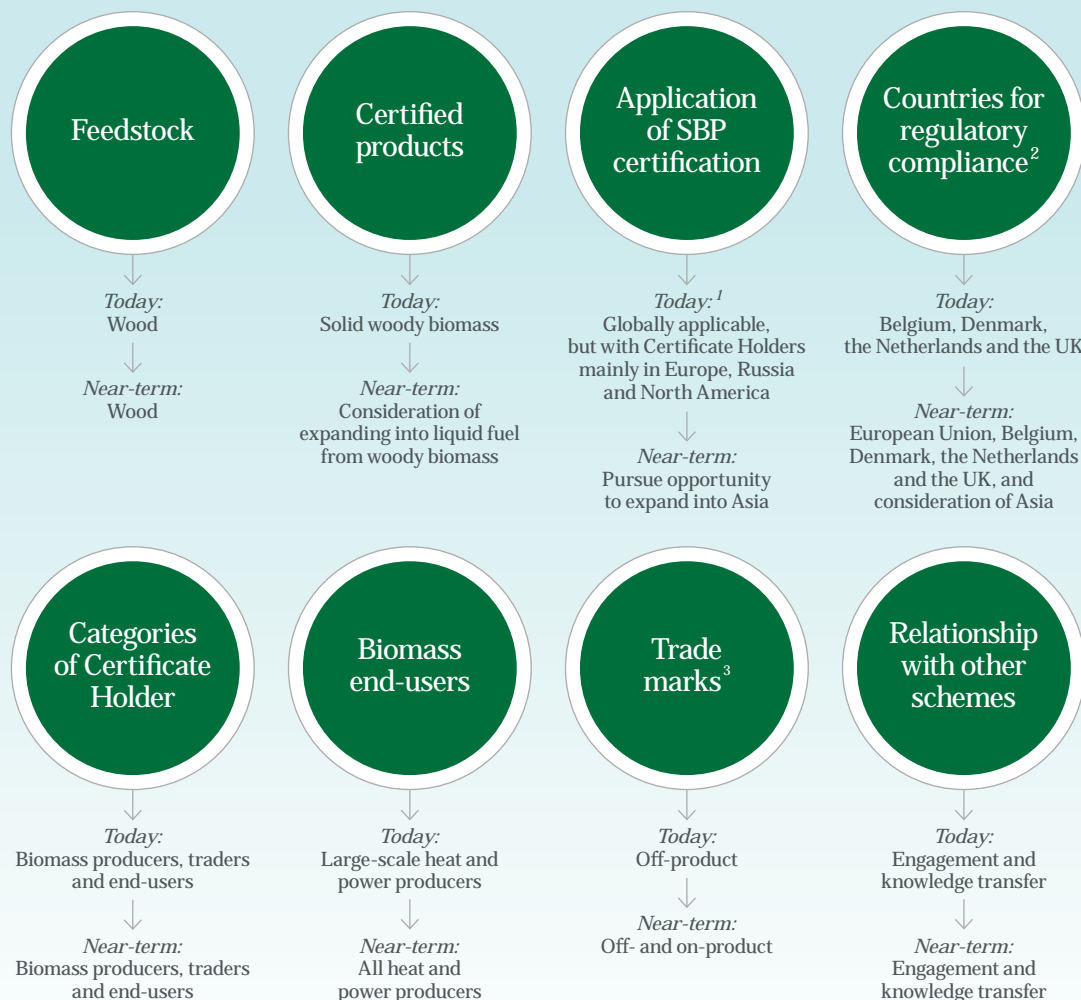 Feedstock
Today:
Wood
Near-term:
Wood
Certified
products
Today:
Solid woody biomass
Near-term:
Consideration of
expanding into liquid fuel
from woody biomass
Application
of SBP
certification
Today: 1
Globally applicable,
but with Certificate Holders
mainly in Europe, Russia
and North America
Near-term:
Pursue opportunity
to expand into Asia
Countries for
regulatory
compliance 2
Today:
Belgium, Denmark,
the Netherlands and the UK
Near-term:
European Union, Belgium,
Denmark, the Netherlands
and the UK, and
consideration of Asia
Categories
of Certificate
Holder
Today:
Biomass producers, traders
and end-users
Near-term:
Biomass producers, traders
and end-users
Biomass
end-users
Today:
Large-scale heat and
power producers
Near-term:
All heat and
power producers
Trade
marks 3
Today:
Off-product
Near-term:
Off- and on-product
Relationship
with other
schemes
Today:
Engagement and
knowledge transfer
Near-term:
Engagement and
knowledge transfer